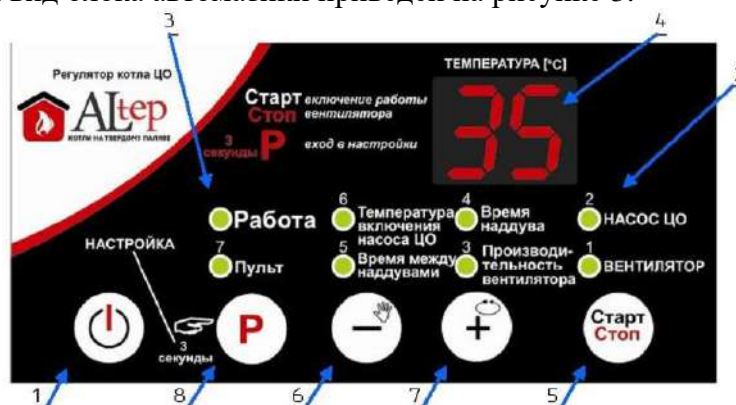 вид блока автоматики приведен на рисунке 3.
3
4
ТЕМПЕРАТУРА [°C]
Регулятор котла ЦО
ALtep
КОТЛИ НА ТВЕРДОМУ ПАЛИВІ
Старт включение работы
Стоп вентилятора
3 секунды P вход в настройки
35
Работа
6 Температура включения насоса ЦО
4 Время наддува
2 НАСОС ЦО
НАСТРОЙКА
7 Пульт
5 Время между наддувами
3 Производи-тельность вентилятора
1 ВЕНТИЛЯТОР
3 секунды
P
−
+
Старт
Стоп
1
8
6
7
5